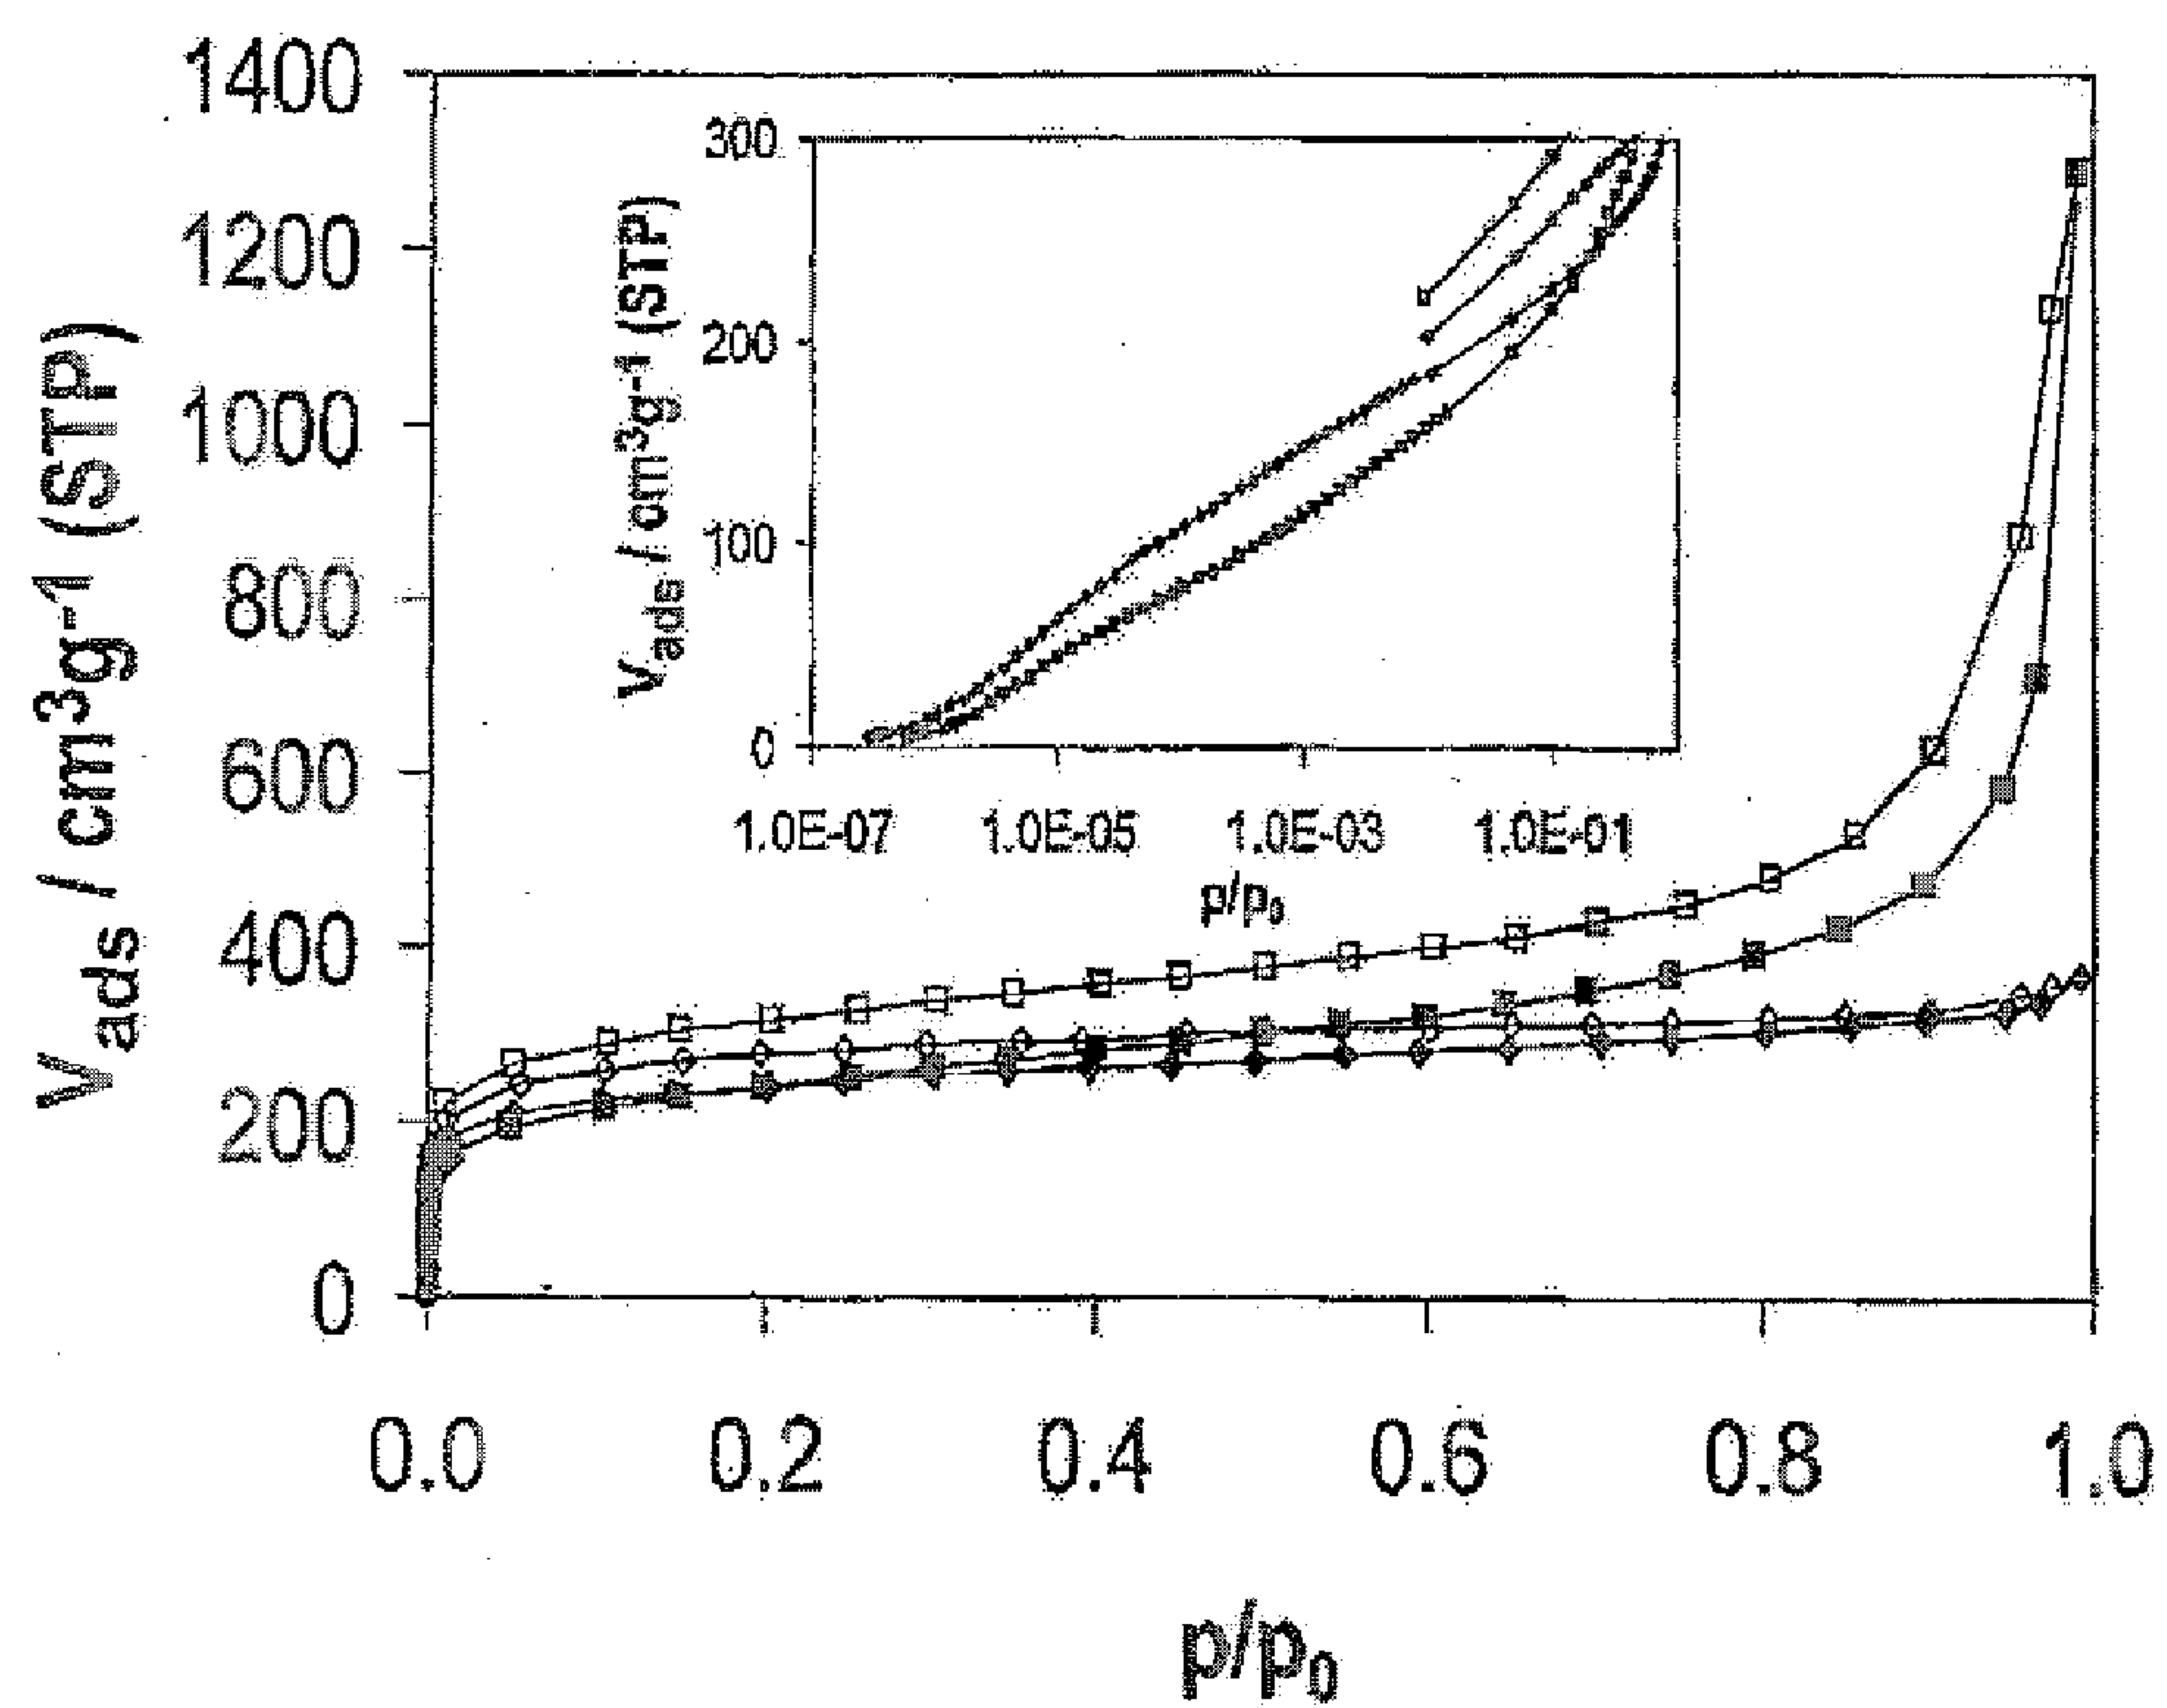 1400
1200
1000
800
600
400
200
0
V ads / cm³g⁻¹ (STP)
300
200
100
0
Vads / cm³g⁻¹ (STP)
1.0E-07 1.0E-05 1.0E-03 1.0E-01
p/p₀
0.0 0.2 0.4 0.6 0.8 1.0
p/p₀